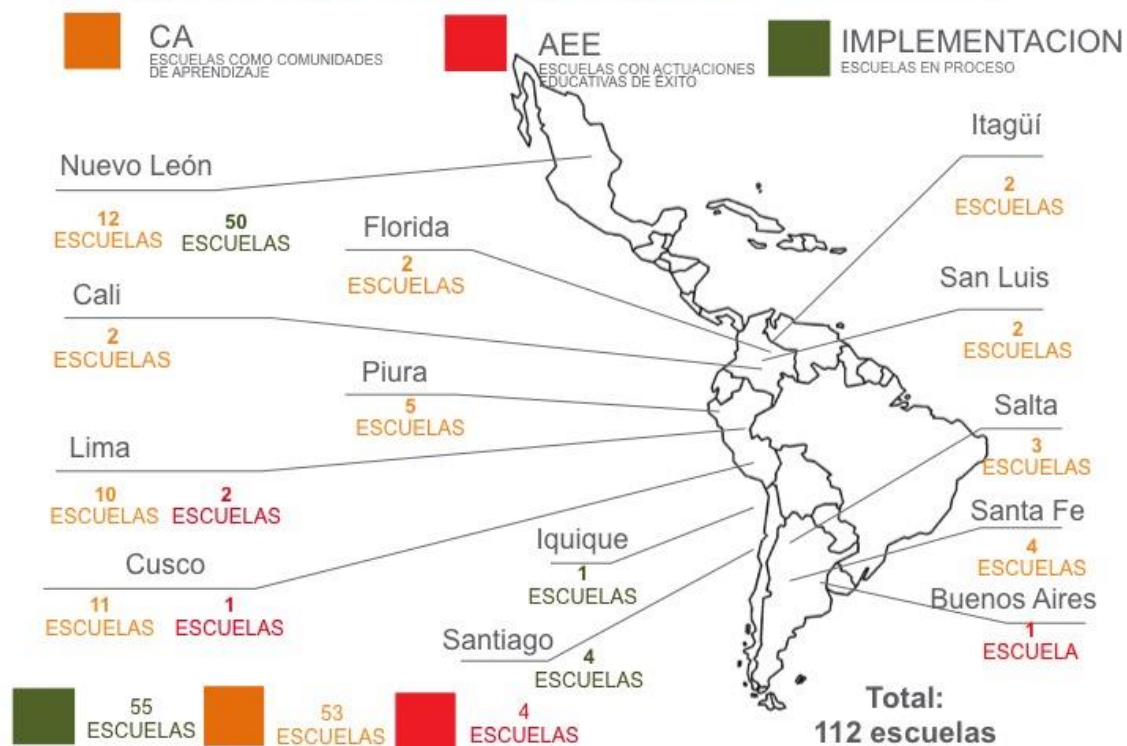 CA
ESCUELAS COMO COMUNIDADES
DE APRENDIZAJE
AEE
ESCUELAS CON ACTUACIONES
EDUCATIVAS DE ÉXITO
IMPLEMENTACION
ESCUELAS EN PROCESO
Itagüí
2
ESCUELAS
Nuevo León
12
ESCUELAS
50
ESCUELAS
Florida
2
ESCUELAS
San Luis
2
ESCUELAS
Cali
2
ESCUELAS
Piura
5
ESCUELAS
Salta
3
ESCUELAS
Lima
10
ESCUELAS
2
ESCUELAS
Santa Fe
4
ESCUELAS
Iquique
1
ESCUELAS
Cusco
11
ESCUELAS
1
ESCUELAS
Buenos Aires
1
ESCUELA
Santiago
4
ESCUELAS
55
ESCUELAS
53
ESCUELAS
4
ESCUELAS
Total:
112 escuelas